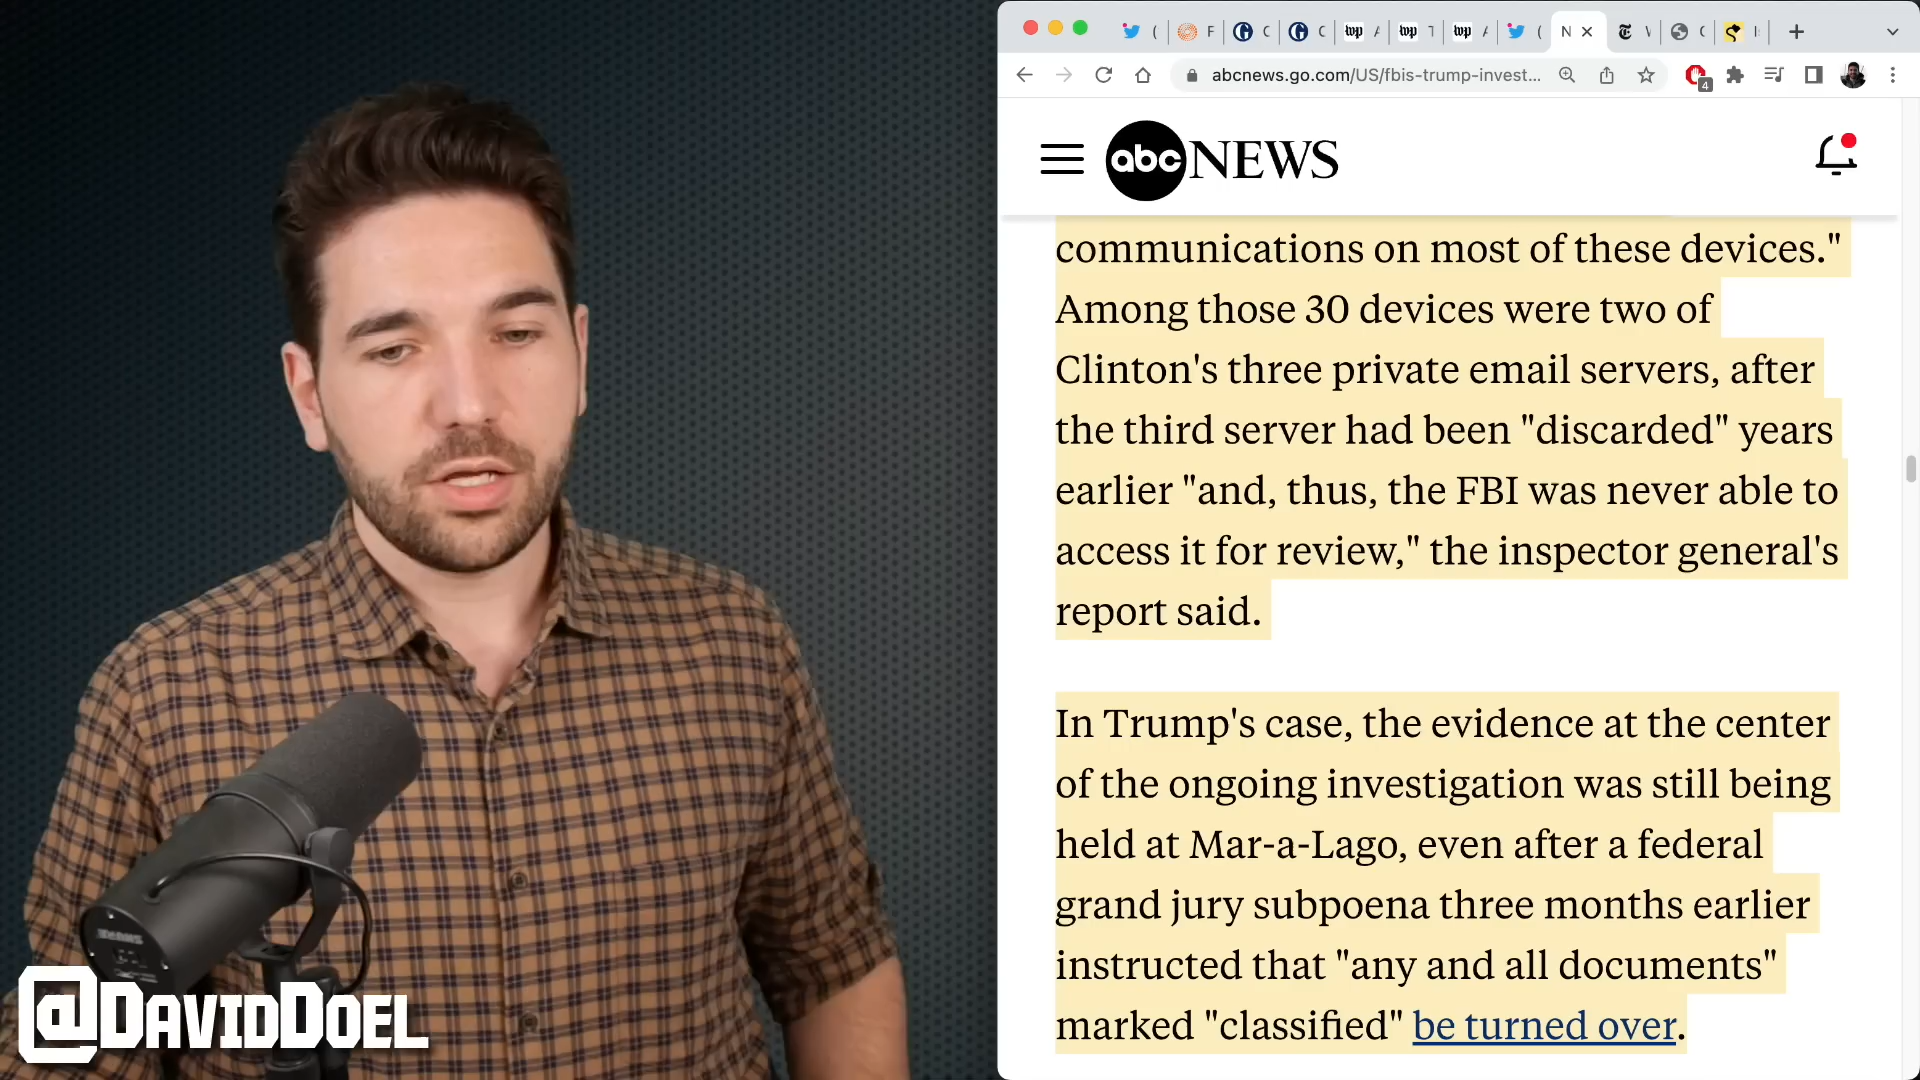 abcnews.go.com/US/fbis-trump-invest...
4
abc NEWS
communications on most of these devices."
Among those 30 devices were two of
Clinton's three private email servers, after
the third server had been "discarded" years
earlier "and, thus, the FBI was never able to
access it for review," the inspector general's
report said.
In Trump's case, the evidence at the center
of the ongoing investigation was still being
held at Mar-a-Lago, even after a federal
grand jury subpoena three months earlier
instructed that "any and all documents"
marked "classified" be turned over.
@DAVIDDOEL